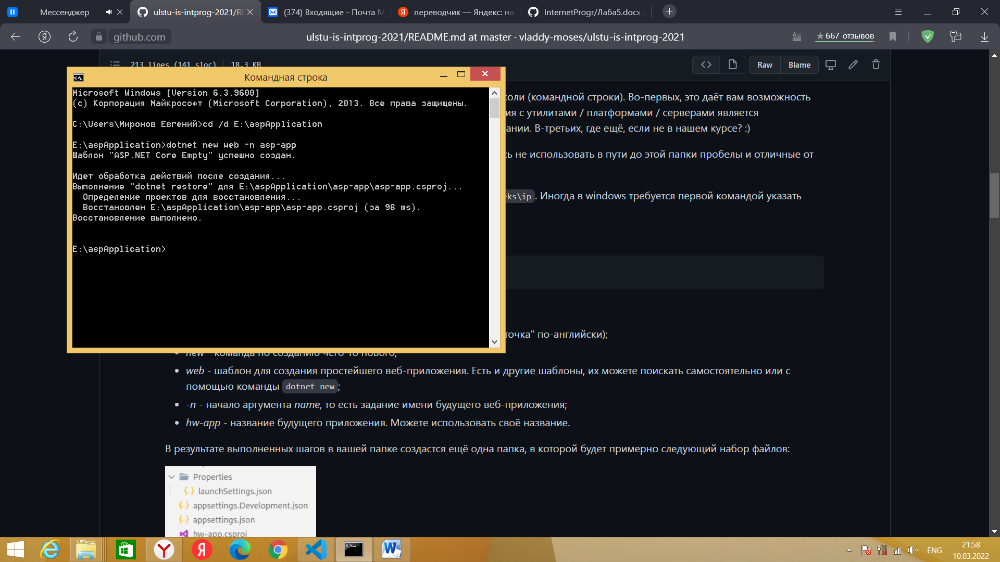 Мессенджер
ulstu-is-intprog-2021/RE
(374) Входящие - Почта M
переводчик — Яндекс: на
InternetProgr/Лаба5.docx a
github.com
ulstu-is-intprog-2021/README.md at master · vladdy-moses/ulstu-is-intprog-2021
667 отзывов
213 lines (141 sloc) 18.3 KB
Raw
Blame
Командная строка
Microsoft Windows [Version 6.3.9600]
(c) Корпорация Майкрософт (Microsoft Corporation), 2013. Все права защищены.
C:\Users\Миронов Евгений>cd /d E:\aspApplication
E:\aspApplication>dotnet new web -n asp-app
Шаблон "ASP.NET Core Empty" успешно создан.
Идет обработка действий после создания...
Выполнение "dotnet restore" для E:\aspApplication\asp-app\asp-app.csproj...
Определение проектов для восстановления...
Восстановлен E:\aspApplication\asp-app\asp-app.csproj (за 96 ms).
Восстановление выполнено.
E:\aspApplication>
соли (командной строки). Во-первых, это даёт вам возможность
ия с утилитами / платформами / серверами является
ании. В-третьих, где ещё, если не в нашем курсе? :)
сь не использовать в пути до этой папки пробелы и отличные от
ks\ip. Иногда в windows требуется первой командой указать
точка" по-английски);
new - команда по созданию чего-то нового;
web - шаблон для создания простейшего веб-приложения. Есть и другие шаблоны, их можете поискать самостоятельно или с
помощью команды dotnet new;
-n - начало аргумента name, то есть задание имени будущего веб-приложения;
hw-app - название будущего приложения. Можете использовать своё название.
В результате выполненных шагов в вашей папке создастся ещё одна папка, в которой будет примерно следующий набор файлов:
Properties
launchSettings.json
appsettings.Development.json
appsettings.json
hw-app.csproj
ENG
21:58
10.03.2022